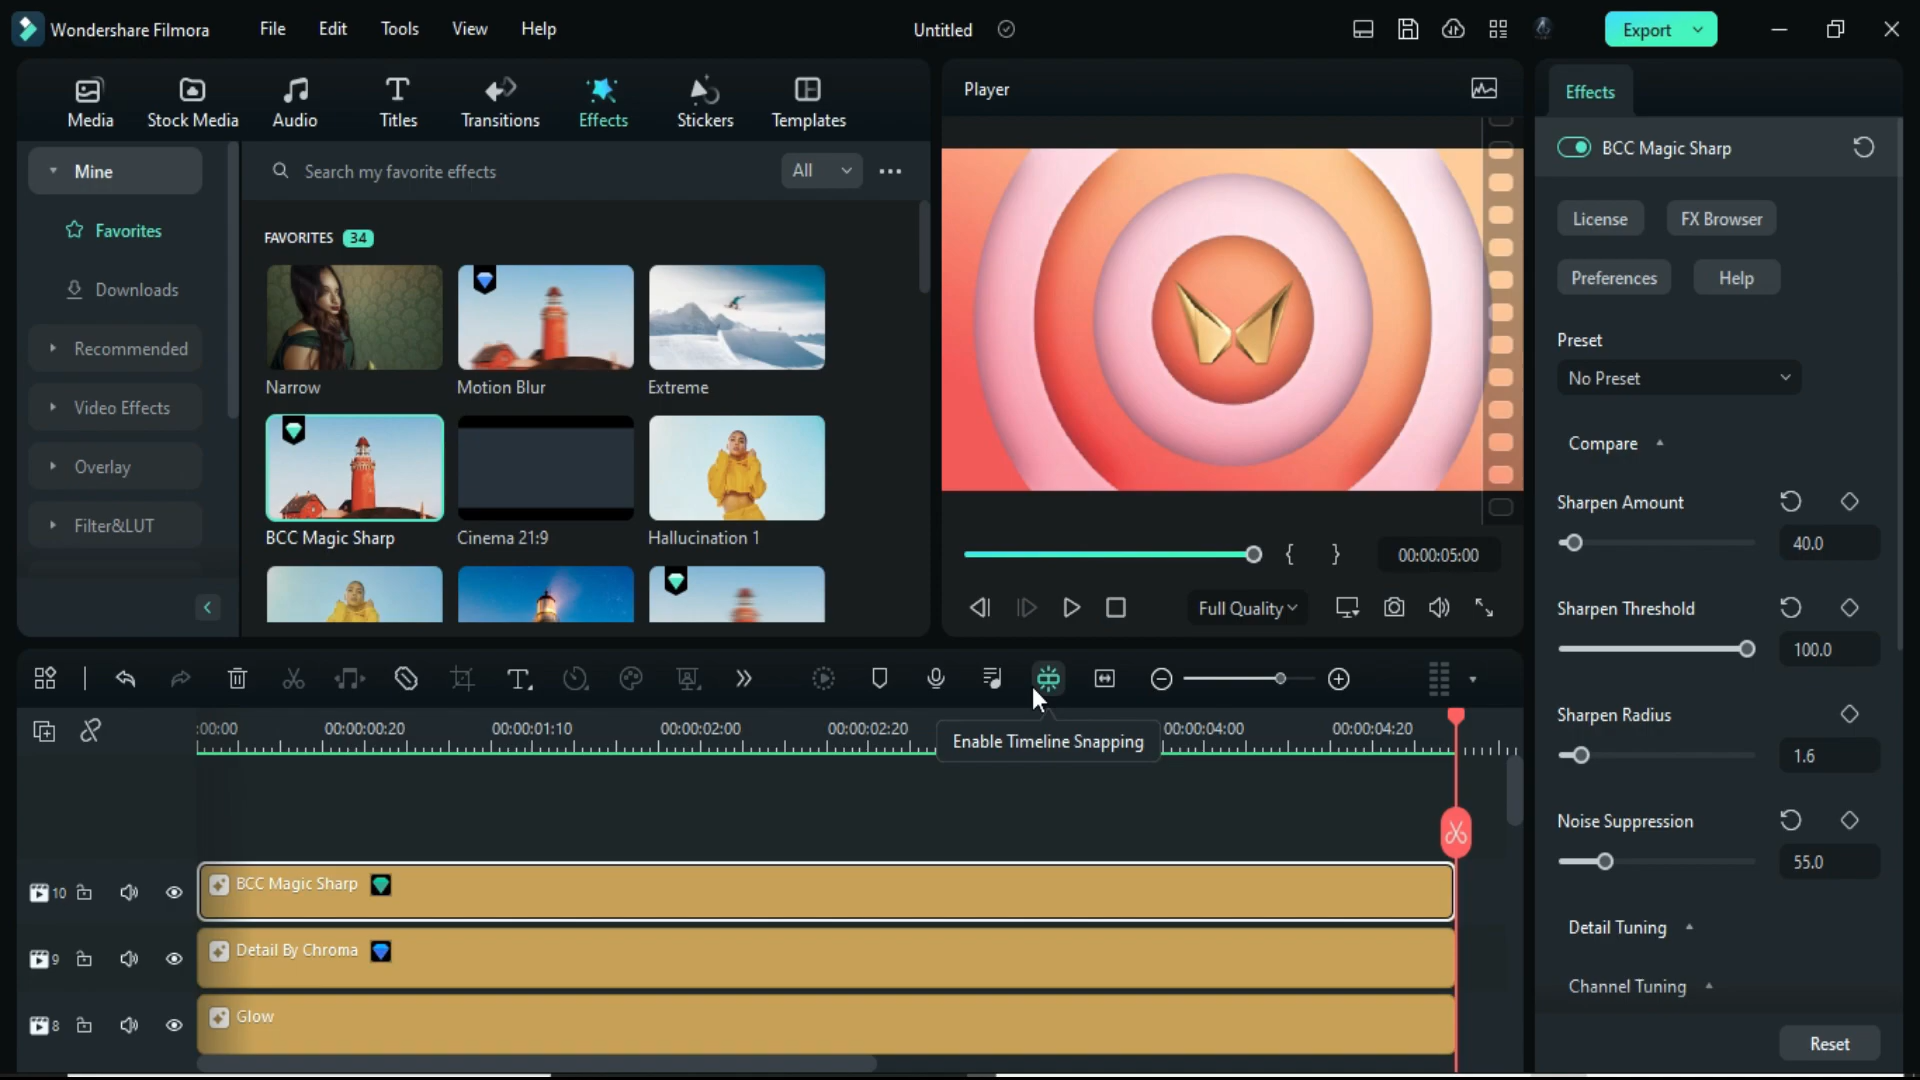 Wondershare Filmora
File
Edit
Tools
View
Help
Untitled
Export
Media
Stock Media
Audio
Titles
Transitions
Effects
Stickers
Templates
Player
Effects
Mine
Search my favorite effects
All
BCC Magic Sharp
Favorites
FAVORITES 34
License
FX Browser
Downloads
Preferences
Help
Recommended
Narrow
Motion Blur
Extreme
Preset
No Preset
Video Effects
Compare
Overlay
Filter&LUT
BCC Magic Sharp
Cinema 21:9
Hallucination 1
Sharpen Amount
40.0
00:00:05:00
Full Quality
Sharpen Threshold
100.0
:00:00
00:00:00:20
00:00:01:10
00:00:02:00
00:00:02:20
Enable Timeline Snapping
00:00:04:00
00:00:04:20
Sharpen Radius
1.6
Noise Suppression
55.0
10
BCC Magic Sharp
9
Detail By Chroma
8
Glow
Detail Tuning
Channel Tuning
Reset